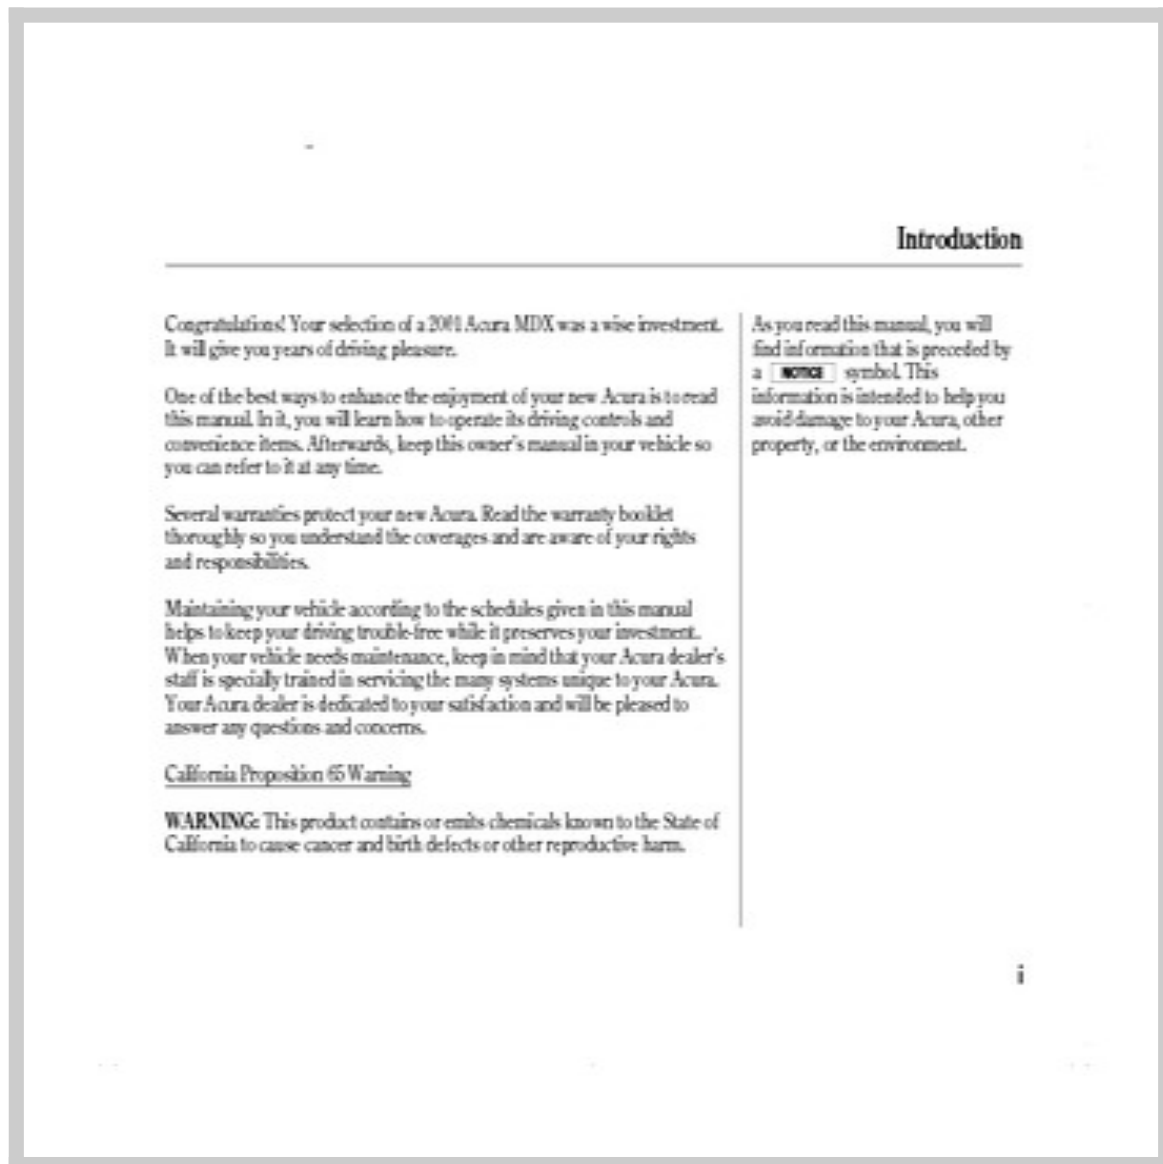 Introduction
Congratulations! Your selection of a 2001 Acura MDX was a wise investment.
It will give you years of driving pleasure.
One of the best ways to enhance the enjoyment of your new Acura is to read
this manual. In it, you will learn how to operate its driving controls and
convenience items. Afterwards, keep this owner's manual in your vehicle so
you can refer to it at any time.
Several warranties protect your new Acura. Read the warranty booklet
thoroughly so you understand the coverages and are aware of your rights
and responsibilities.
Maintaining your vehicle according to the schedules given in this manual
helps to keep your driving trouble-free while it preserves your investment.
When your vehicle needs maintenance, keep in mind that your Acura dealer's
staff is specially trained in servicing the many systems unique to your Acura.
Your Acura dealer is dedicated to your satisfaction and will be pleased to
answer any questions and concerns.
California Proposition 65 Warning
WARNING: This product contains or emits chemicals known to the State of
California to cause cancer and birth defects or other reproductive harm.
As you read this manual, you will
find information that is preceded by
a NOTICE symbol. This
information is intended to help you
avoid damage to your Acura, other
property, or the environment.
i